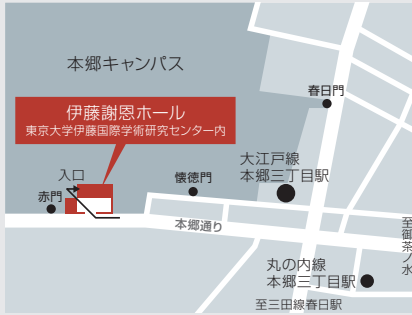 本郷キャンパス
春日門
伊藤謝恩ホール
東京大学伊藤国際学術研究センター内
大江戸線
本郷三丁目駅
入口
懐徳門
赤門
本郷通り
至御茶ノ水
丸の内線
本郷三丁目駅
至三田線春日駅